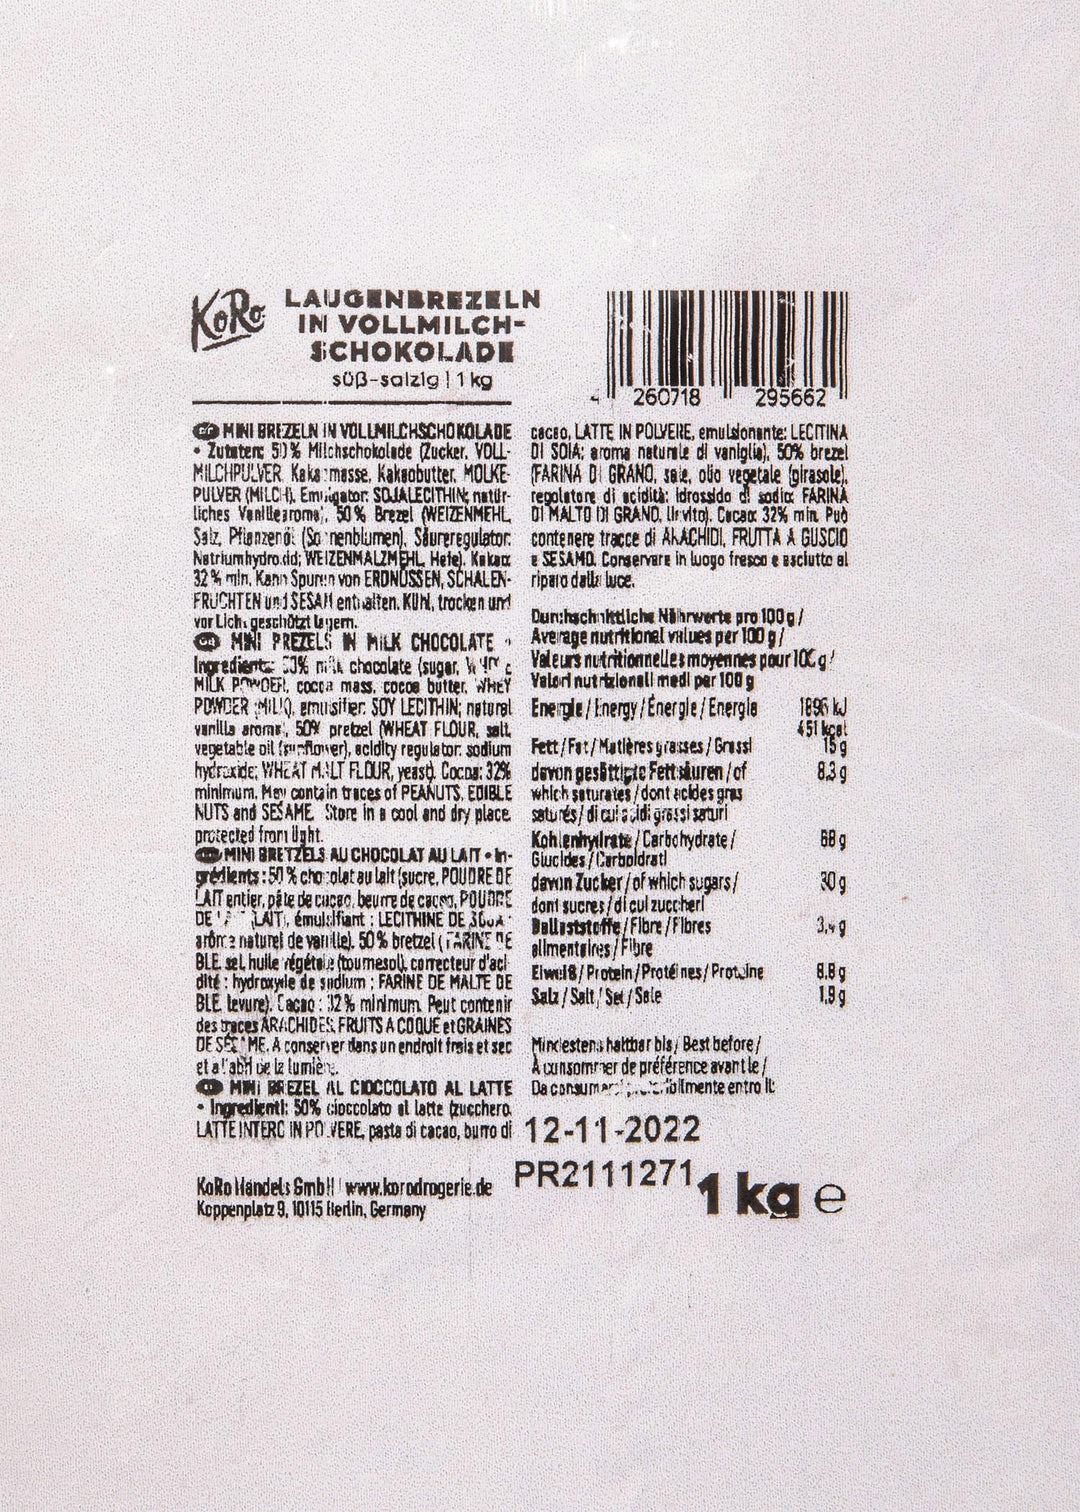 KoRo
LAUGENBREZELN
IN VOLLMILCH-
SCHOKOLADE
süß-salzig | 1 kg
4 260718 295662
MINI BREZELN IN VOLLMILCHSCHOKOLADE
• Zutaten: 50% Milchschokolade (Zucker, VOLL-
MILCHPULVER, Kakaomasse, Kakaobutter, MOLKE-
PULVER (MILCH), Emulgator: SOJALECITHIN; natür-
liches Vanillearoma), 50% Brezel (WEIZENMEHL,
Salz, Pflanzenöl (Sonnenblumen), Säureregulator:
Natriumhydroxid; WEIZENMALZMEHL, Hefe). Kakao:
32% min. Kann Spuren von ERDNÜSSEN, SCHALEN-
FRÜCHTEN und SESAM enthalten. Kühl, trocken und
vor Licht geschützt lagern.
GB MINI PREZELS IN MILK CHOCOLATE •
Ingredients: 50% milk chocolate (sugar, WHOLE
MILK POWDER, cocoa mass, cocoa butter, WHEY
POWDER (MILK), emulsifier: SOY LECITHIN; natural
vanilla aroma), 50% pretzel (WHEAT FLOUR, salt,
vegetable oil (sunflower), acidity regulator: sodium
hydroxide; WHEAT MALT FLOUR, yeast). Cocoa: 32%
minimum. May contain traces of PEANUTS, EDIBLE
NUTS and SESAME. Store in a cool and dry place,
protected from light.
MINI BRETZELS AU CHOCOLAT AU LAIT • In-
grédients : 50 % chocolat au lait (sucre, POUDRE DE
LAIT entier, pâte de cacao, beurre de cacao, POUDRE
DE LAIT), émulsifiant : LECITHINE DE SOJA
arôme naturel de vanille), 50% bretzel (FARINE DE
BLE, sel, huile végétale (tournesol), correcteur d'aci-
dité : hydroxyde de sodium ; FARINE DE MALTE DE
BLE, levure). Cacao : 32% minimum. Peut contenir
des traces ARACHIDES, FRUITS A COQUE et GRAINES
DE SESAME. A conserver dans un endroit frais et sec
et a l'abri de la lumière.
MINI BREZEL AL CIOCCOLATO AL LATTE
• Ingredienti: 50% cioccolato al latte (zucchero,
LATTE INTERO IN POLVERE, pasta di cacao, burro di
cacao, LATTE IN POLVERE, emulsionante: LECITINA
DI SOIA; aroma naturale di vaniglia), 50% brezel
(FARINA DI GRANO, sale, olio vegetale (girasole),
regolatore di acidità: idrossido di sodio; FARINA
DI MALTO DI GRANO, lievito). Cacao: 32% min. Può
contenere tracce di ARACHIDI, FRUTTA A GUSCIO
e SESAMO. Conservare in luogo fresco e asciutto al
riparo dalla luce.
Durchschnittliche Nährwerte pro 100 g /
Average nutritional values per 100 g /
Valeurs nutritionnelles moyennes pour 100 g /
Valori nutrizionali medi per 100 g
Energie / Energy / Énergie / Energia 1896 kJ
451 kcal
Fett / Fat / Matières grasses / Grassi 15 g
davon gesättigte Fettsäuren / of 8.3 g
which saturates / dont acides gras
saturés / di cui acidi grassi saturi
Kohlenhydrate / Carbohydrate / 68 g
Glucides / Carboidrati
davon Zucker / of which sugars / 30 g
dont sucres / di cui zuccheri
Ballaststoffe / Fibre / Fibres 3.4 g
alimentaires / Fibre
Eiweiß / Protein / Protéines / Proteine 8.8 g
Salz / Salt / Sel / Sale 1.9 g
Mindestens haltbar bis / Best before /
À consommer de préférence avant le /
Da consumarsi preferibilmente entro il:
12-11-2022
PR2111271
1 kg e
KoRo Handels GmbH | www.korodrogerie.de
Koppenplatz 9, 10115 Berlin, Germany